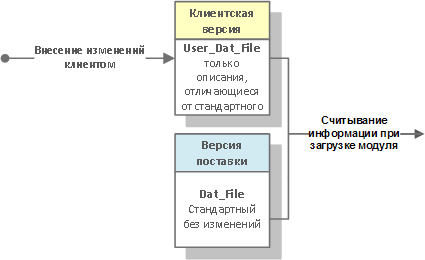 Клиентская
версия
Внесение изменений
клиентом
User_Dat_File
только
описания,
отличающиеся
от стандартного
Считывание
информации при
загрузке модуля
Версия
поставки
Dat_File
Стандартный
без изменений